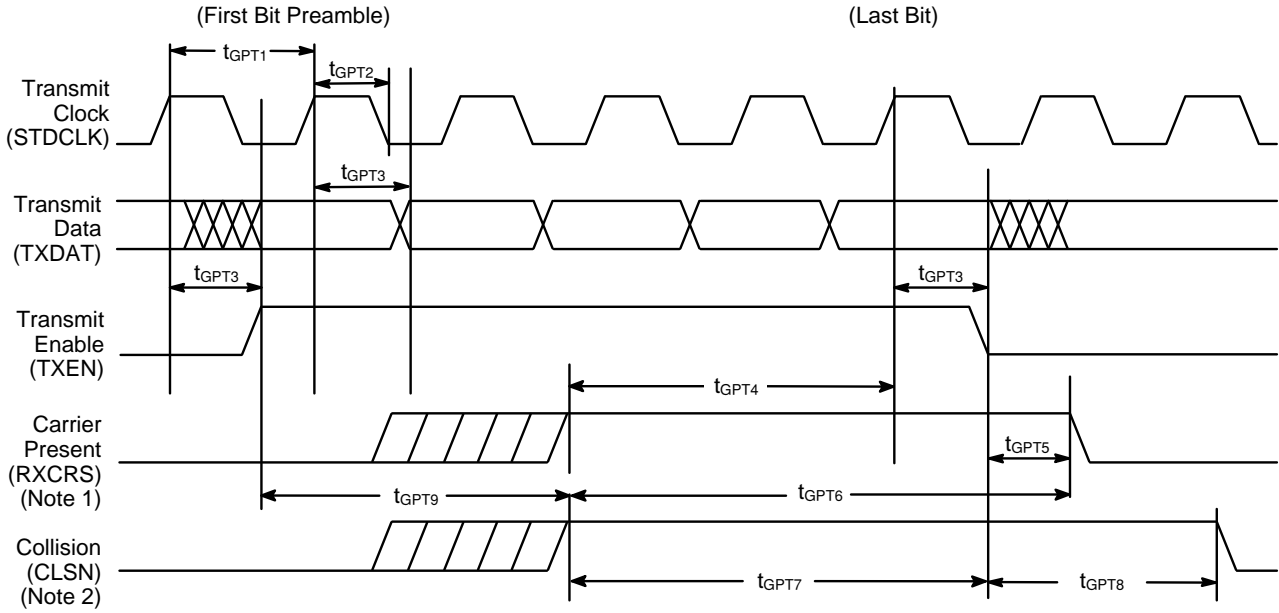 (First Bit Preamble)
(Last Bit)
tGPT1
tGPT2
Transmit
Clock
(STDCLK)
tGPT3
Transmit
Data
(TXDAT)
tGPT3
tGPT3
Transmit
Enable
(TXEN)
tGPT4
Carrier
Present
(RXCRS)
(Note 1)
tGPT5
tGPT9
tGPT6
Collision
(CLSN)
(Note 2)
tGPT7
tGPT8